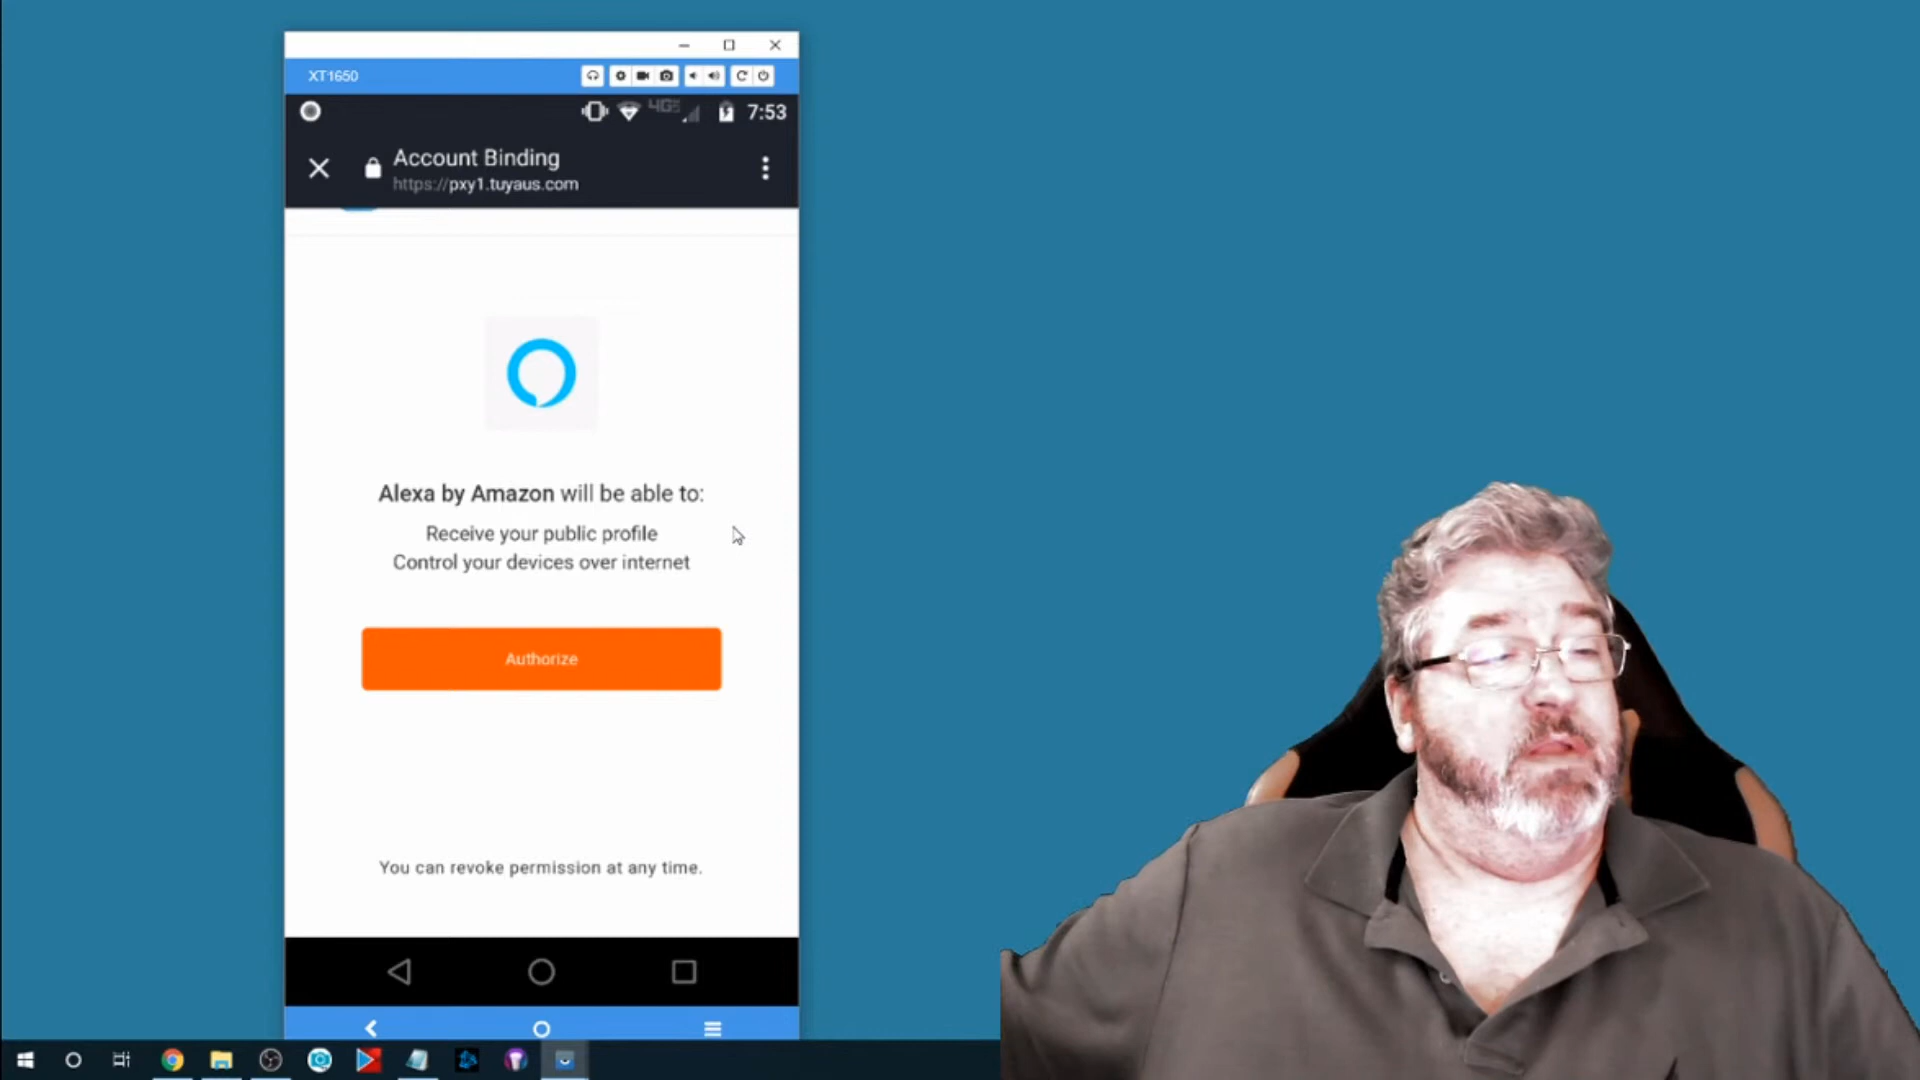 XT1650
4G
7:53
Account Binding
https://pxy1.tuyaus.com
Alexa by Amazon will be able to:
Receive your public profile
Control your devices over internet
Authorize
You can revoke permission at any time.